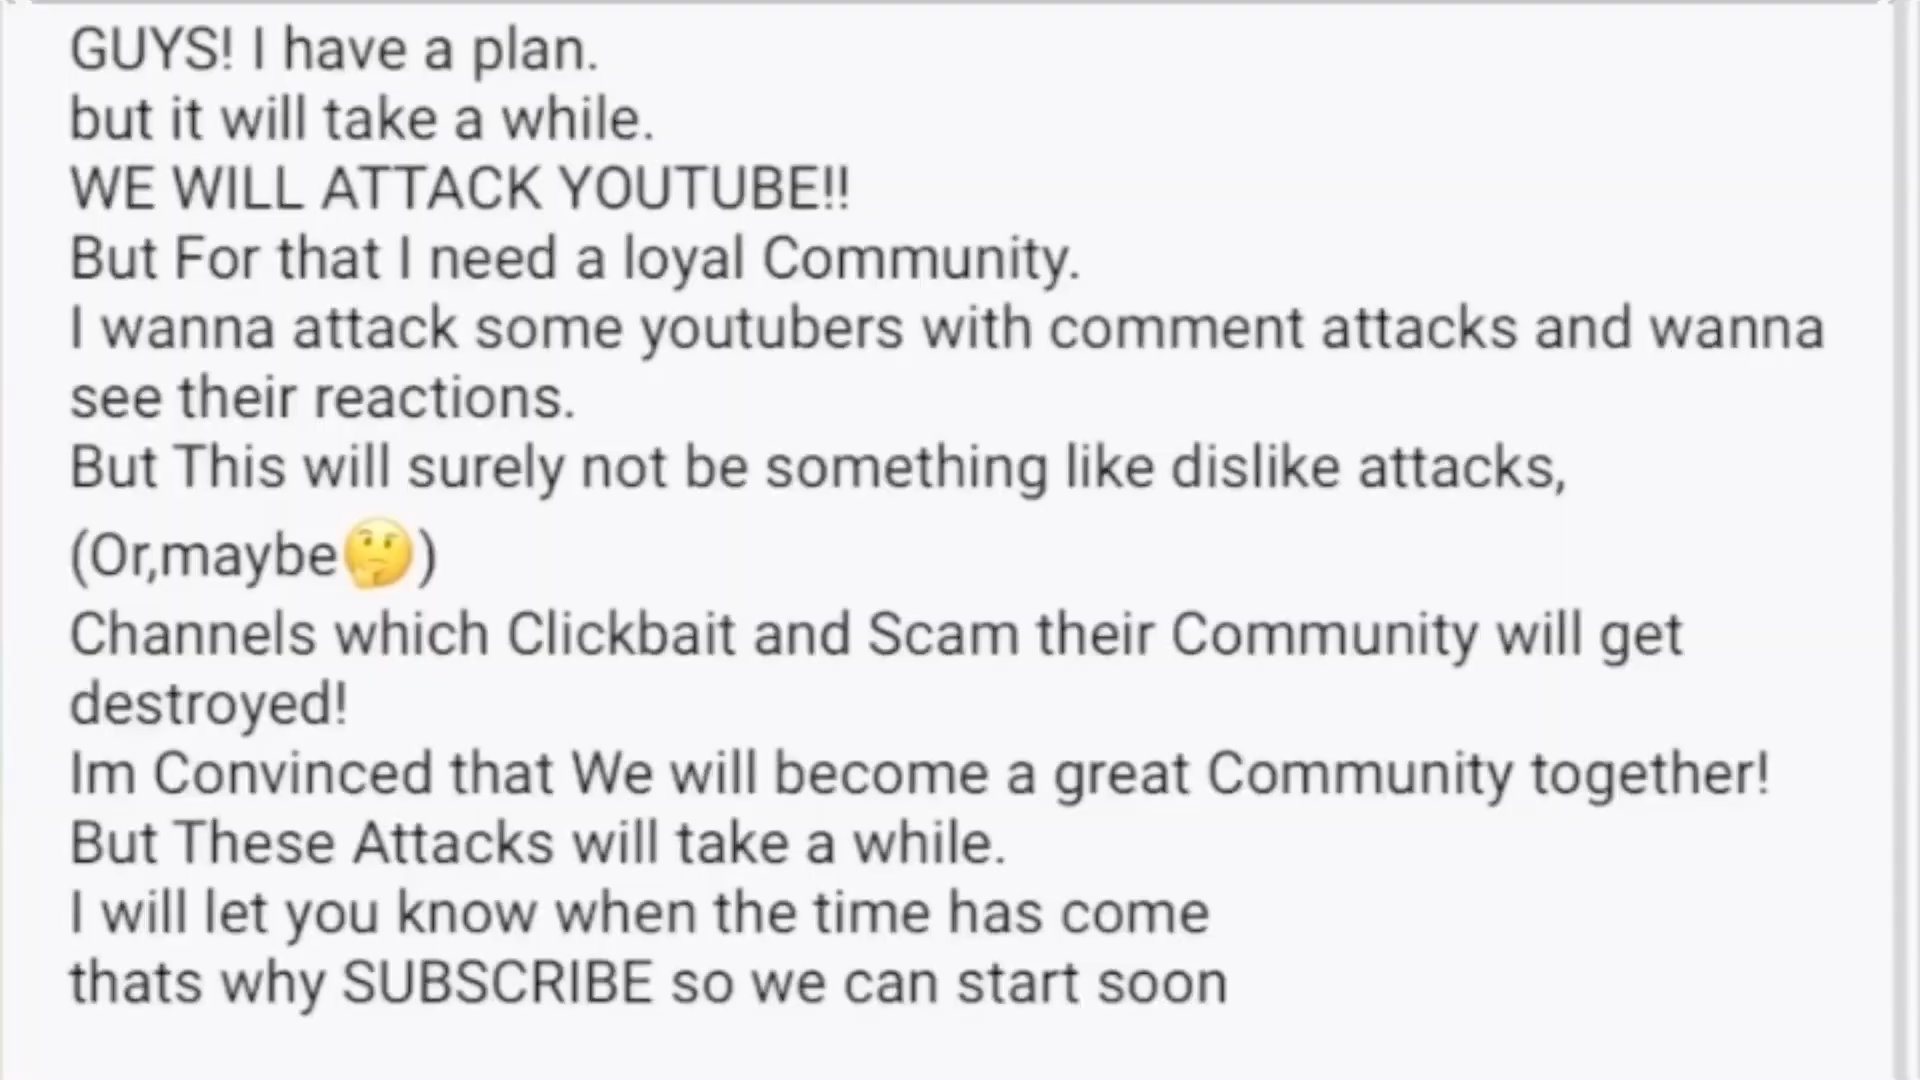 GUYS! I have a plan.
but it will take a while.
WE WILL ATTACK YOUTUBE!!
But For that I need a loyal Community.
I wanna attack some youtubers with comment attacks and wanna
see their reactions.
But This will surely not be something like dislike attacks,
(Or,maybe🤔)
Channels which Clickbait and Scam their Community will get
destroyed!
Im Convinced that We will become a great Community together!
But These Attacks will take a while.
I will let you know when the time has come
thats why SUBSCRIBE so we can start soon